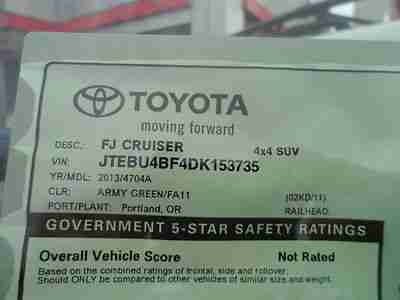 TOYOTA
moving forward
DESC: FJ CRUISER 4x4 SUV
VIN: JTEBU4BF4DK153735
YR/MDL: 2013/4704A
CLR: ARMY GREEN/FA11 (02KD/11)
PORT/PLANT: Portland, OR RAILHEAD:
GOVERNMENT 5-STAR SAFETY RATINGS
Overall Vehicle Score Not Rated
Based on the combined ratings of frontal, side and rollover.
Should ONLY be compared to other vehicles of similar size and weight.